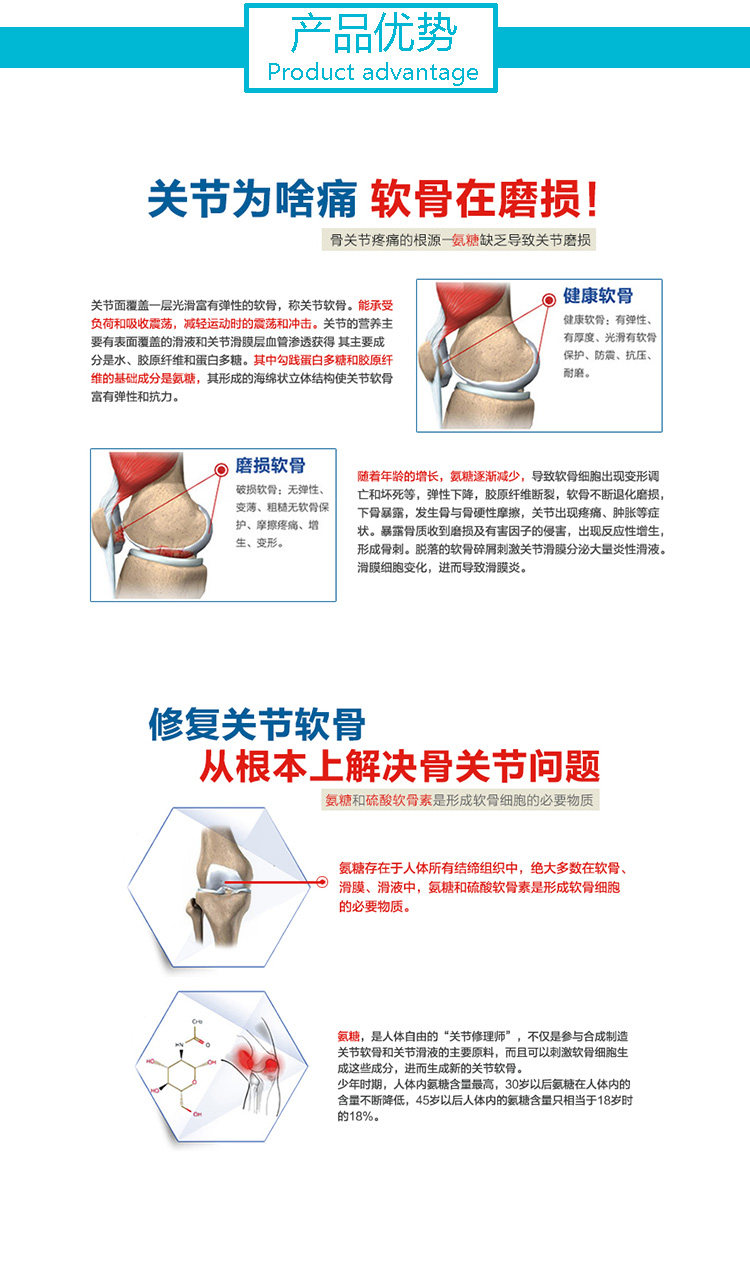 产品优势
Product advantage
关节为啥痛 软骨在磨损！
骨关节疼痛的根源—氨糖缺乏导致关节磨损
关节面覆盖一层光滑富有弹性的软骨，称关节软骨。能承受
负荷和吸收震荡，减轻运动时的震荡和冲击。关节的营养主
要有表面覆盖的滑液和关节滑膜层血管渗透获得 其主要成
分是水、胶原纤维和蛋白多糖。其中勾践蛋白多糖和胶原纤
维的基础成分是氨糖，其形成的海绵状立体结构使关节软骨
富有弹性和抗力。
健康软骨
健康软骨：有弹性、
有厚度、光滑有软骨
保护、防震、抗压、
耐磨。
磨损软骨
破损软骨：无弹性、
变薄、粗糙无软骨保
护、摩擦疼痛、增
生、变形。
随着年龄的增长，氨糖逐渐减少，导致软骨细胞出现变形调
亡和坏死等，弹性下降，胶原纤维断裂，软骨不断退化磨损，
下骨暴露，发生骨与骨硬性摩擦，关节出现疼痛、肿胀等症
状。暴露骨质收到磨损及有害因子的侵害，出现反应性增生，
形成骨刺。脱落的软骨碎屑刺激关节滑膜分泌大量炎性滑液。
滑膜细胞变化，进而导致滑膜炎。
修复关节软骨
从根本上解决骨关节问题
氨糖和硫酸软骨素是形成软骨细胞的必要物质
氨糖存在于人体所有结缔组织中，绝大多数在软骨、
滑膜、滑液中，氨糖和硫酸软骨素是形成软骨细胞
的必要物质。
CH₃
HN
O
HO
OH
O
HO
OH
氨糖，是人体自由的“关节修理师”，不仅是参与合成制造
关节软骨和关节滑液的主要原料，而且可以刺激软骨细胞生
成这些成分，进而生成新的关节软骨。
少年时期，人体内氨糖含量最高，30岁以后氨糖在人体内的
含量不断降低，45岁以后人体内的氨糖含量只相当于18岁时
的18%。